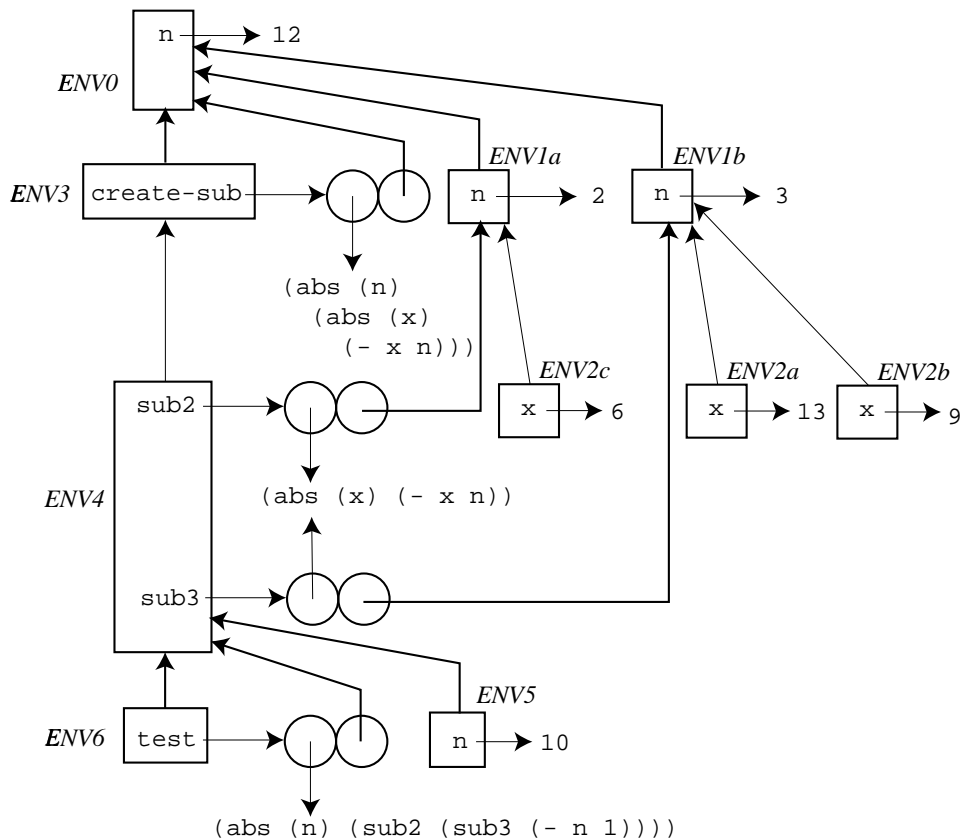 n 12
ENV0
ENV1a ENV1b
ENV3 create-sub n 2 n 3
(abs (n)
(abs (x)
(- x n)))
ENV2c ENV2a ENV2b
sub2 x 6 x 13 x 9
ENV4 (abs (x) (- x n))
sub3
ENV5
ENV6 test n 10
(abs (n) (sub2 (sub3 (- n 1))))